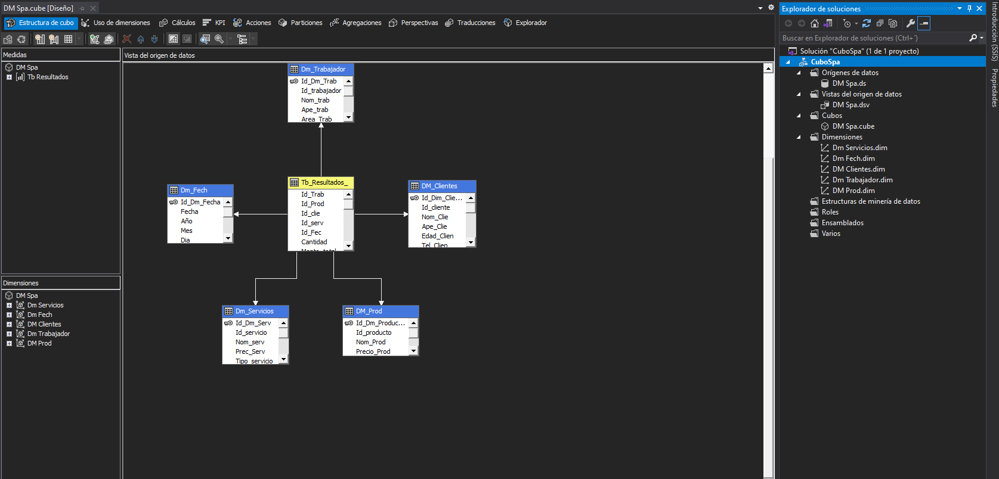 DM Spa.cube [Diseño]
Estructura de cubo
Uso de dimensiones
Cálculos
KPI
Acciones
Particiones
Agregaciones
Perspectivas
Traducciones
Explorador
Medidas
DM Spa
Tb Resultados
Dimensiones
DM Spa
Dm Servicios
Dm Fech
DM Clientes
Dm Trabajador
DM Prod
Vista del origen de datos
Dm_Trabajador
Id_Dm_Trab
Id_trabajador
Nom_trab
Ape_trab
Area_Trab
Dm_Fech
Id_Dm_Fecha
Fecha
Año
Mes
Dia
Tb_Resultados_
Id_Trab
Id_Prod
Id_clie
Id_serv
Id_Fec
Cantidad
Monto_total
DM_Clientes
Id_Dim_Clie...
Id_cliente
Nom_Clie
Ape_Clie
Edad_Clien
Tel_Clien
Dm_Servicios
Id_Dm_Serv
Id_servicio
Nom_serv
Prec_Serv
Tipo_servicio
DM_Prod
Id_Dm_Produc...
Id_producto
Nom_Prod
Precio_Prod
Explorador de soluciones
Buscar en Explorador de soluciones (Ctrl+´)
Solución "CuboSpa" (1 de 1 proyecto)
CuboSpa
Orígenes de datos
DM Spa.ds
Vistas del origen de datos
DM Spa.dsv
Cubos
DM Spa.cube
Dimensiones
Dm Servicios.dim
Dm Fech.dim
DM Clientes.dim
Dm Trabajador.dim
DM Prod.dim
Estructuras de minería de datos
Roles
Ensamblados
Varios
Introducción (SSIS)
Propiedades